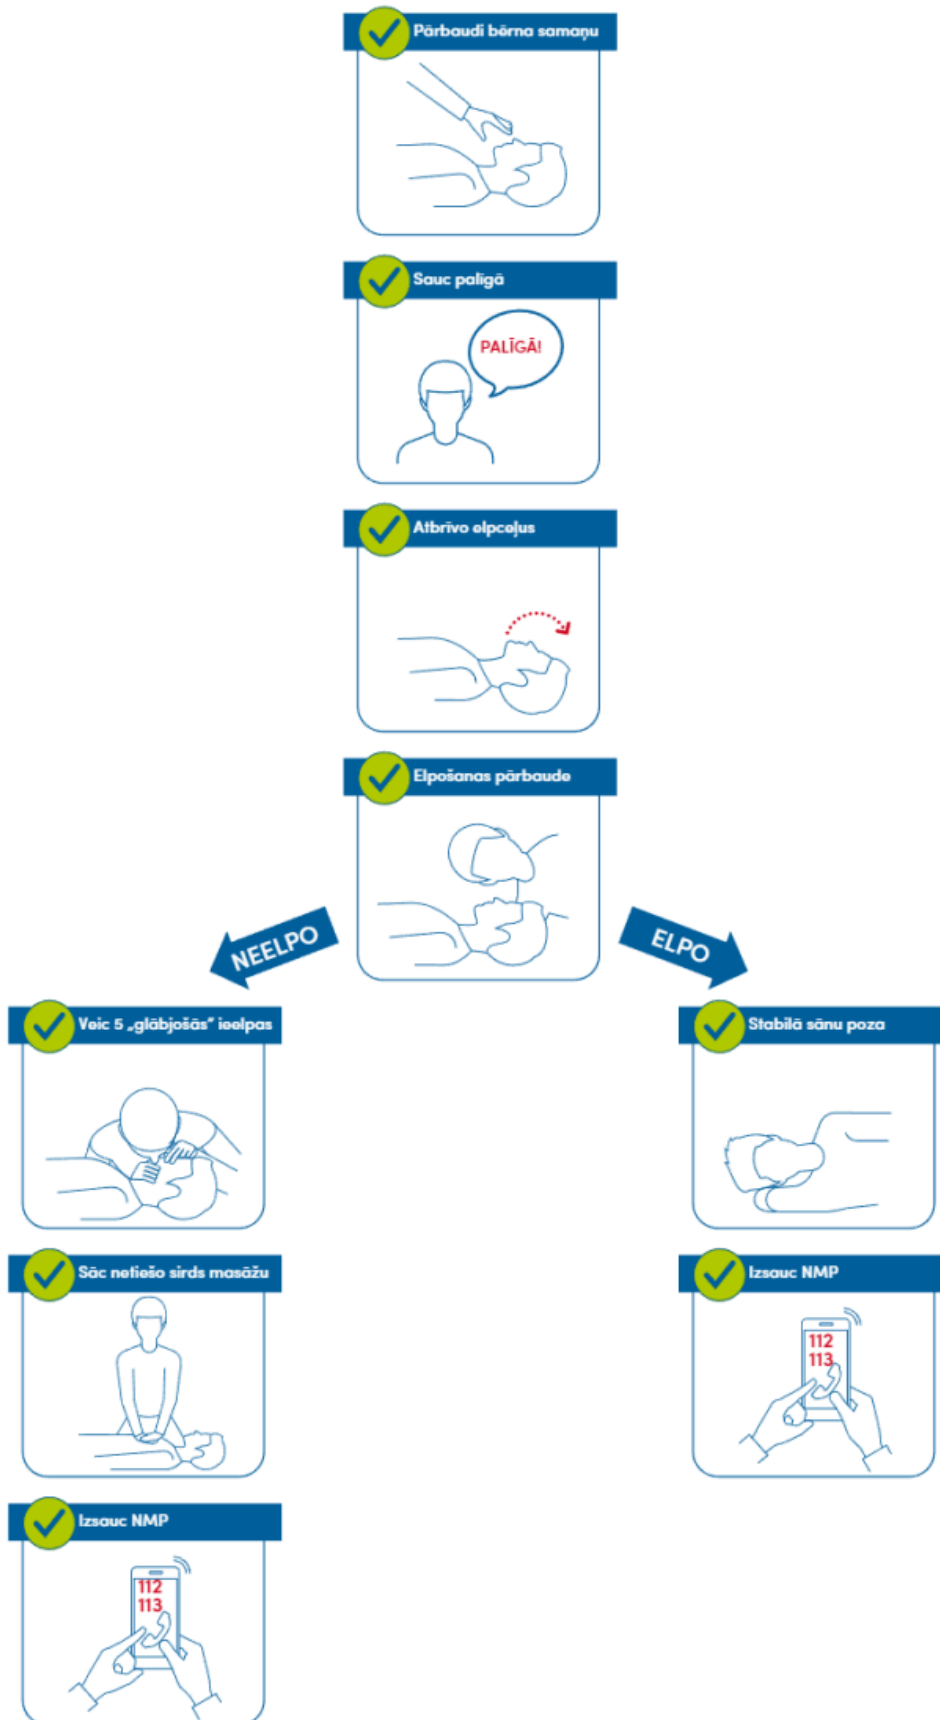 Pārbaudi bērna samaņu
Sauc palīgā
PALĪGĀ!
Atbrīvo elpceļus
Elpošanas pārbaude
NEELPO
ELPO
Veic 5 „glābjošās” ieelpas
Stabilā sānu poza
Sāc netiešo sirds masāžu
Izsauc NMP
112
113
Izsauc NMP
112
113